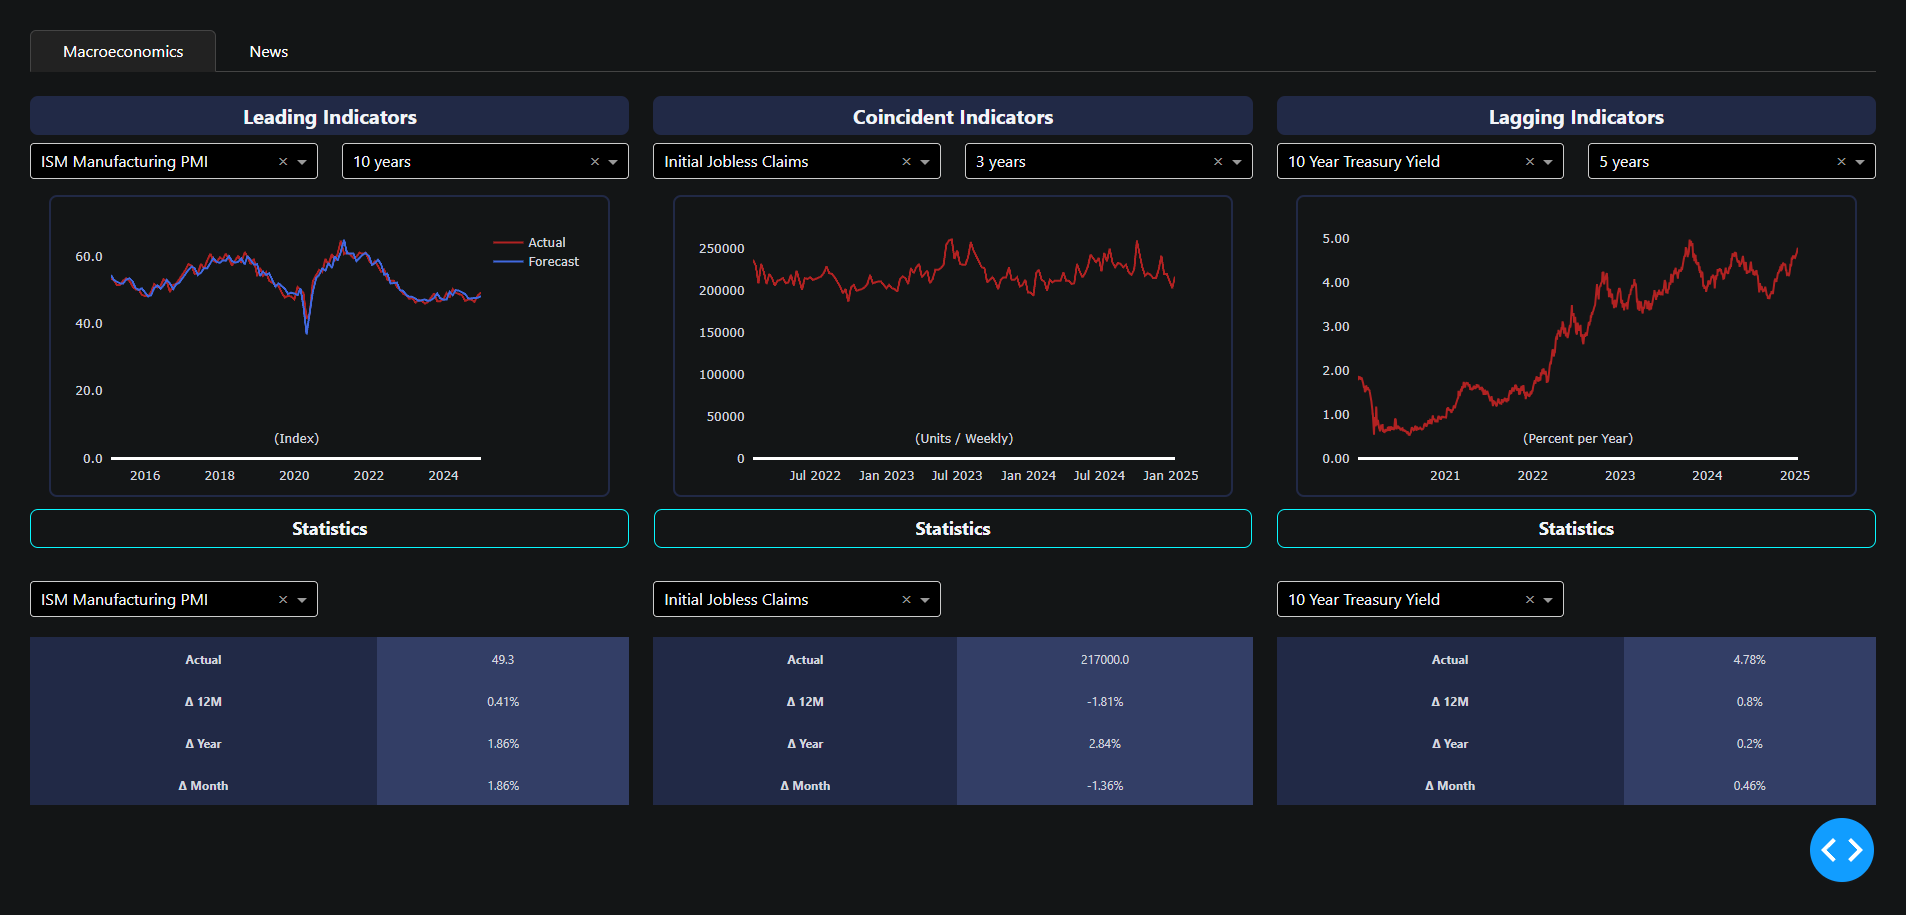 Macroeconomics
News
Leading Indicators
ISM Manufacturing PMI × 10 years ×
Actual
Forecast
60.0
40.0
20.0
0.0
(Index)
2016 2018 2020 2022 2024
Statistics
ISM Manufacturing PMI ×
Actual 49.3
Δ 12M 0.41%
Δ Year 1.86%
Δ Month 1.86%
Coincident Indicators
Initial Jobless Claims × 3 years ×
250000
200000
150000
100000
50000
0
(Units / Weekly)
Jul 2022 Jan 2023 Jul 2023 Jan 2024 Jul 2024 Jan 2025
Statistics
Initial Jobless Claims ×
Actual 217000.0
Δ 12M -1.81%
Δ Year 2.84%
Δ Month -1.36%
Lagging Indicators
10 Year Treasury Yield × 5 years ×
5.00
4.00
3.00
2.00
1.00
0.00
(Percent per Year)
2021 2022 2023 2024 2025
Statistics
10 Year Treasury Yield ×
Actual 4.78%
Δ 12M 0.8%
Δ Year 0.2%
Δ Month 0.46%